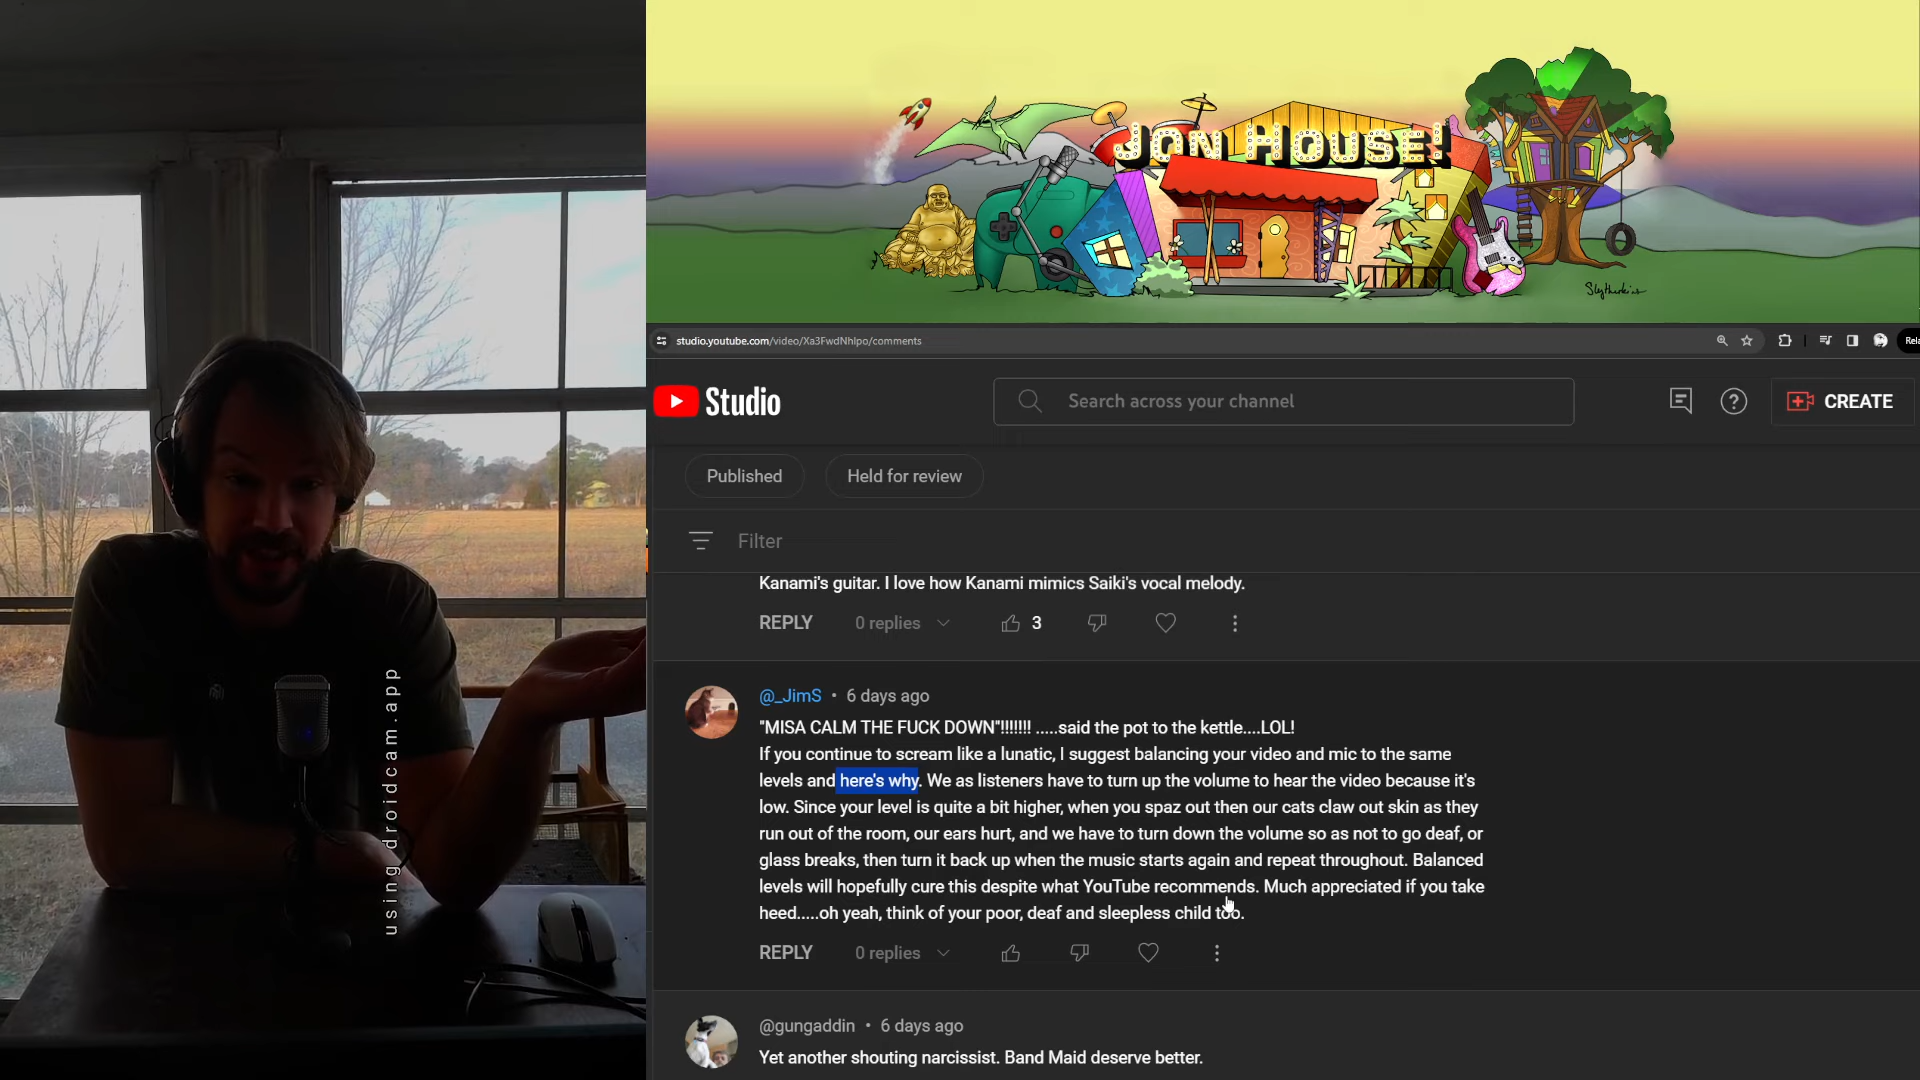 JON HOUSE!
Slytherkins
studio.youtube.com/video/Xa3FwdNhIpo/comments
Rela
Studio
Search across your channel
CREATE
Published
Held for review
Filter
Kanami's guitar. I love how Kanami mimics Saiki's vocal melody.
REPLY 0 replies 3
@_JimS • 6 days ago
"MISA CALM THE FUCK DOWN"!!!!!!! .....said the pot to the kettle....LOL!
If you continue to scream like a lunatic, I suggest balancing your video and mic to the same
levels and here's why. We as listeners have to turn up the volume to hear the video because it's
low. Since your level is quite a bit higher, when you spaz out then our cats claw out skin as they
run out of the room, our ears hurt, and we have to turn down the volume so as not to go deaf, or
glass breaks, then turn it back up when the music starts again and repeat throughout. Balanced
levels will hopefully cure this despite what YouTube recommends. Much appreciated if you take
heed.....oh yeah, think of your poor, deaf and sleepless child too.
REPLY 0 replies
@gungaddin • 6 days ago
Yet another shouting narcissist. Band Maid deserve better.
using droidcam.app